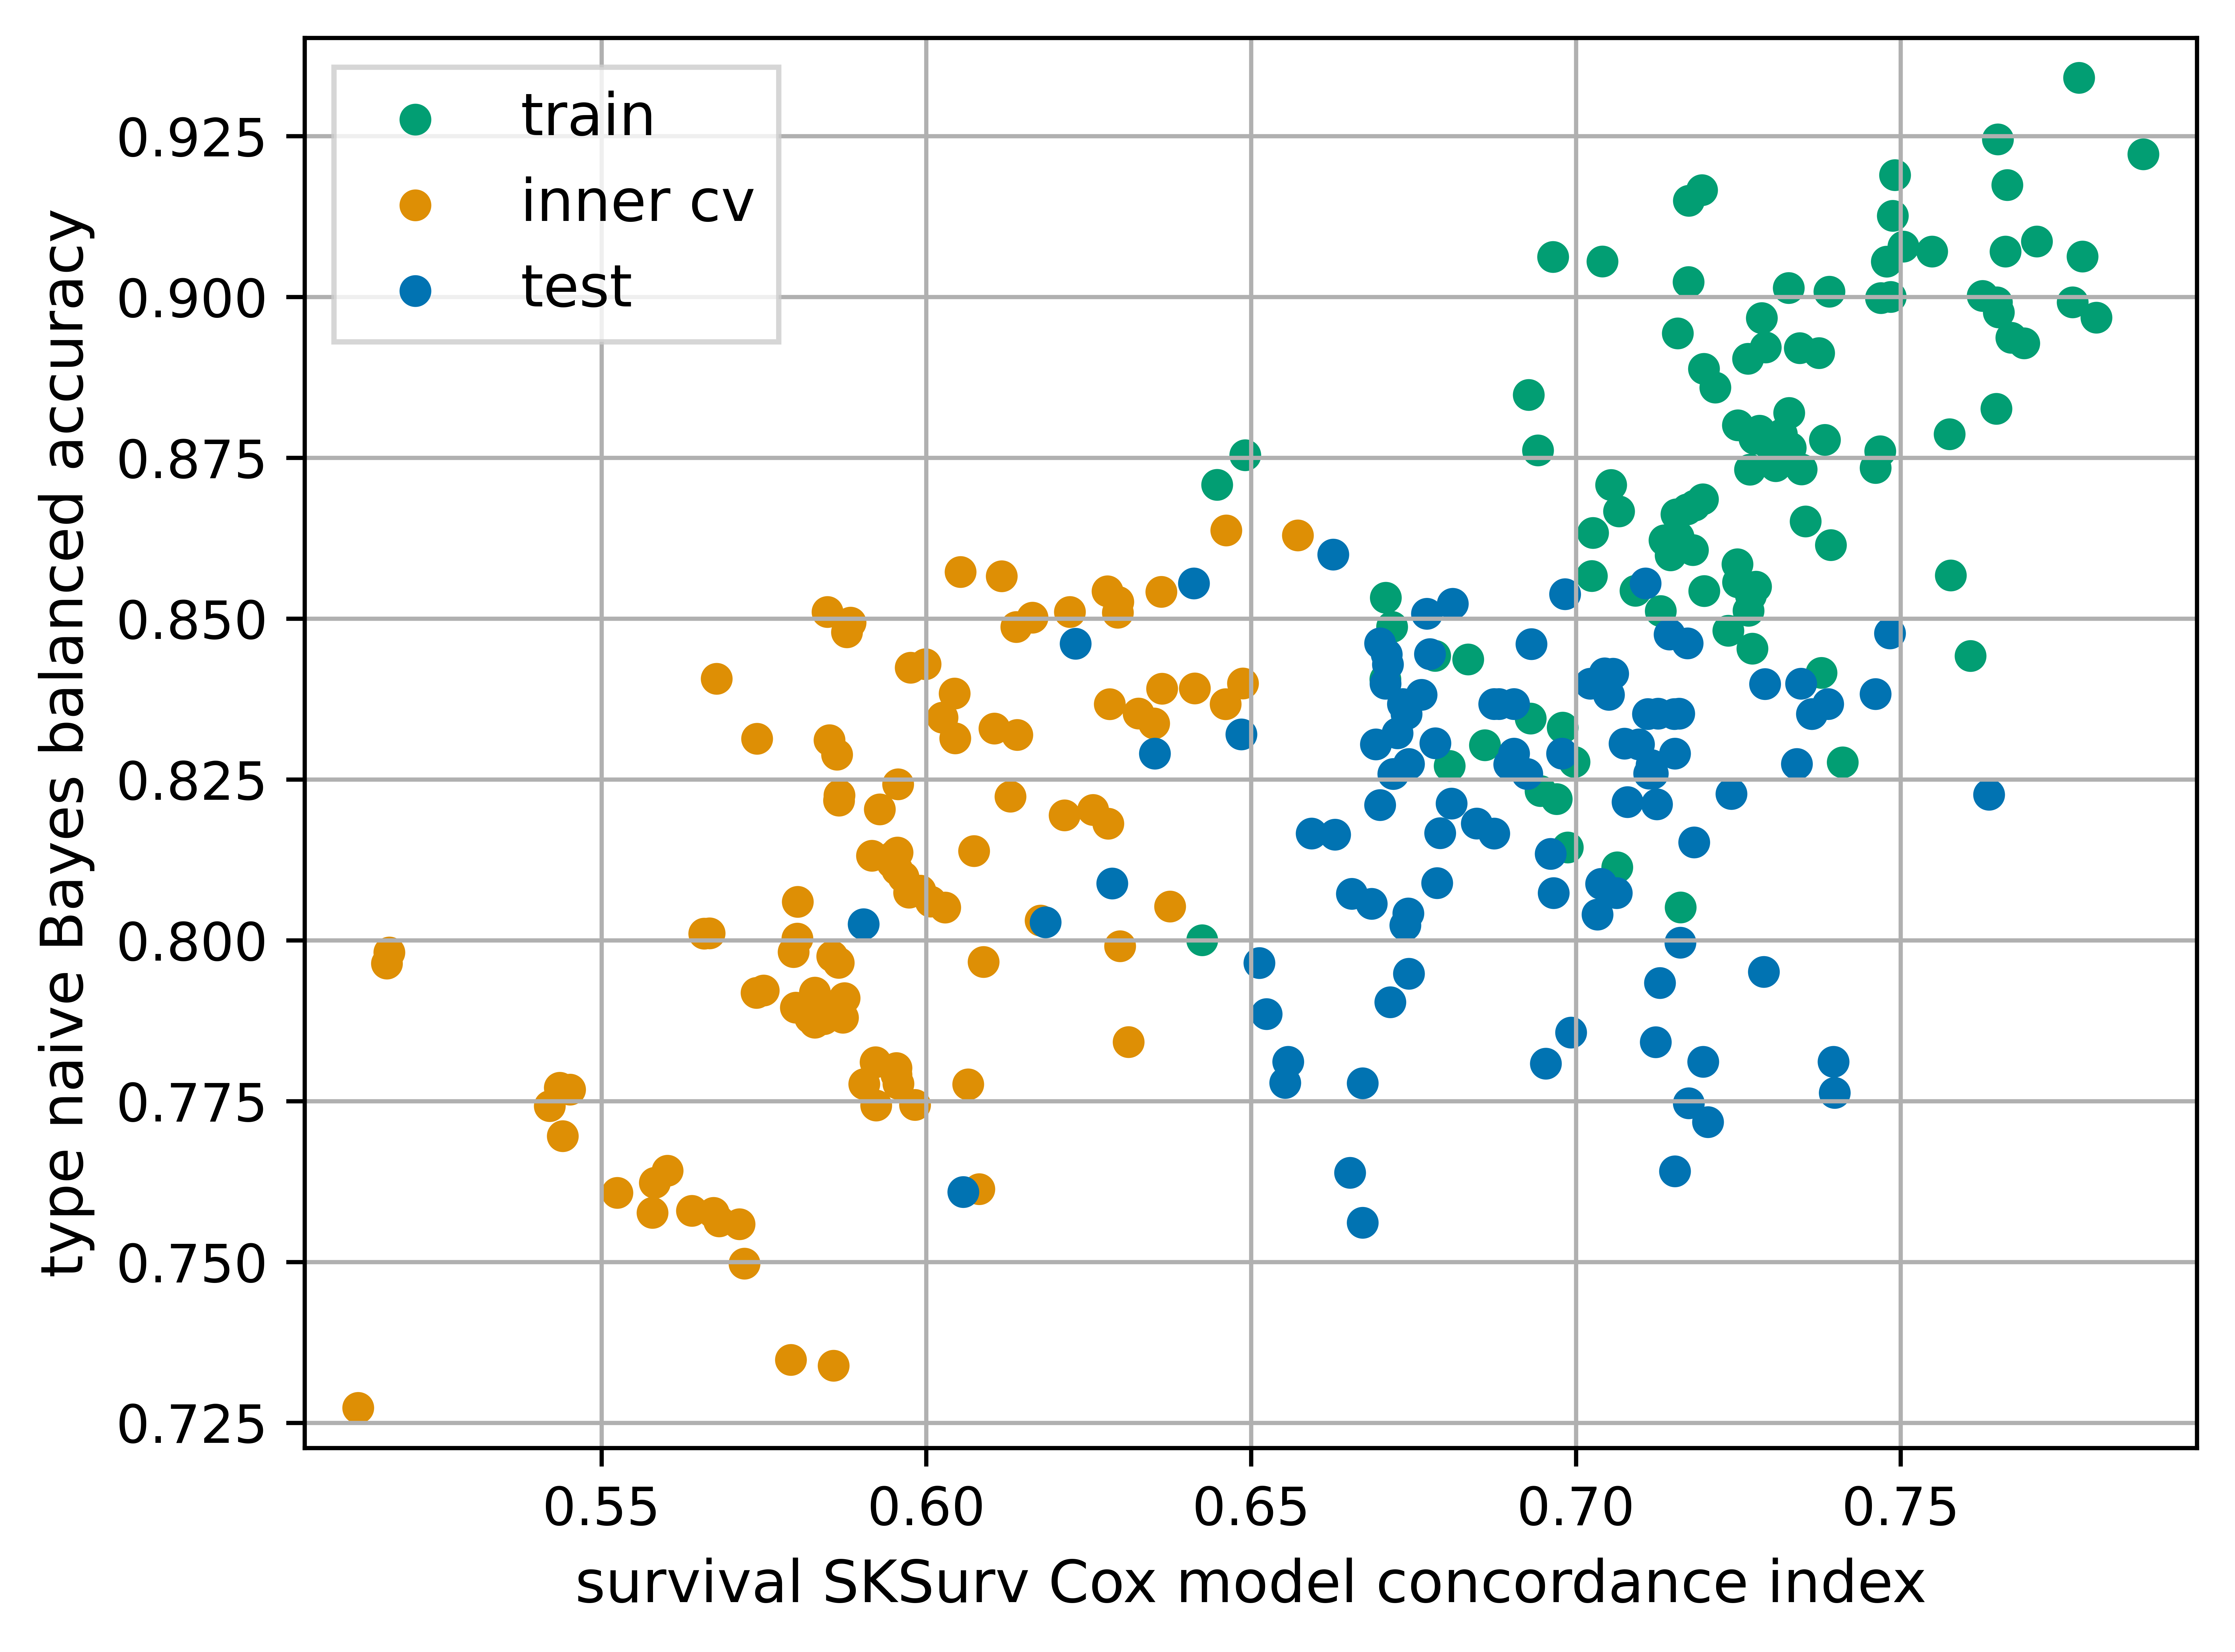 train
inner cv
test
type naive Bayes balanced accuracy
0.925
0.900
0.875
0.850
0.825
0.800
0.775
0.750
0.725
0.55
0.60
0.65
0.70
0.75
survival SKSurv Cox model concordance index